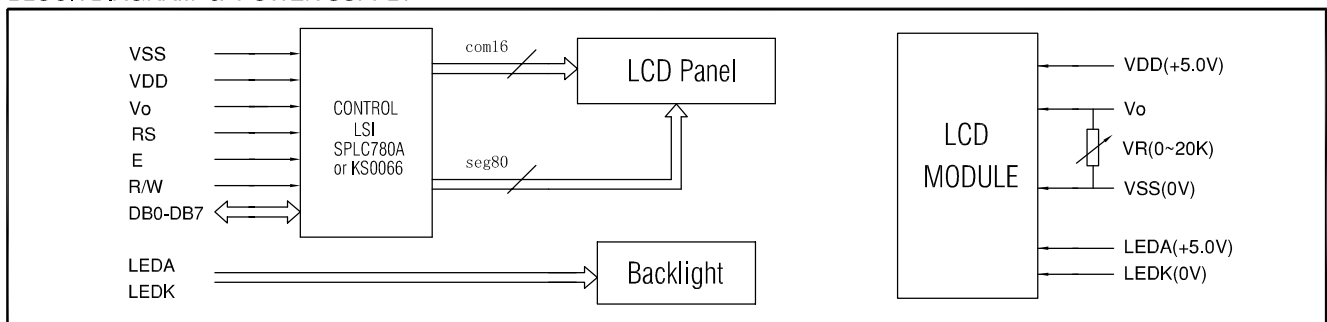 VSS
VDD
Vo
RS
E
R/W
DB0-DB7
LEDA
LEDK
CONTROL
LSI
SPLC780A
or KS0066
com16
seg80
LCD Panel
Backlight
LCD
MODULE
VDD(+5.0V)
Vo
VR(0~20K)
VSS(0V)
LEDA(+5.0V)
LEDK(0V)